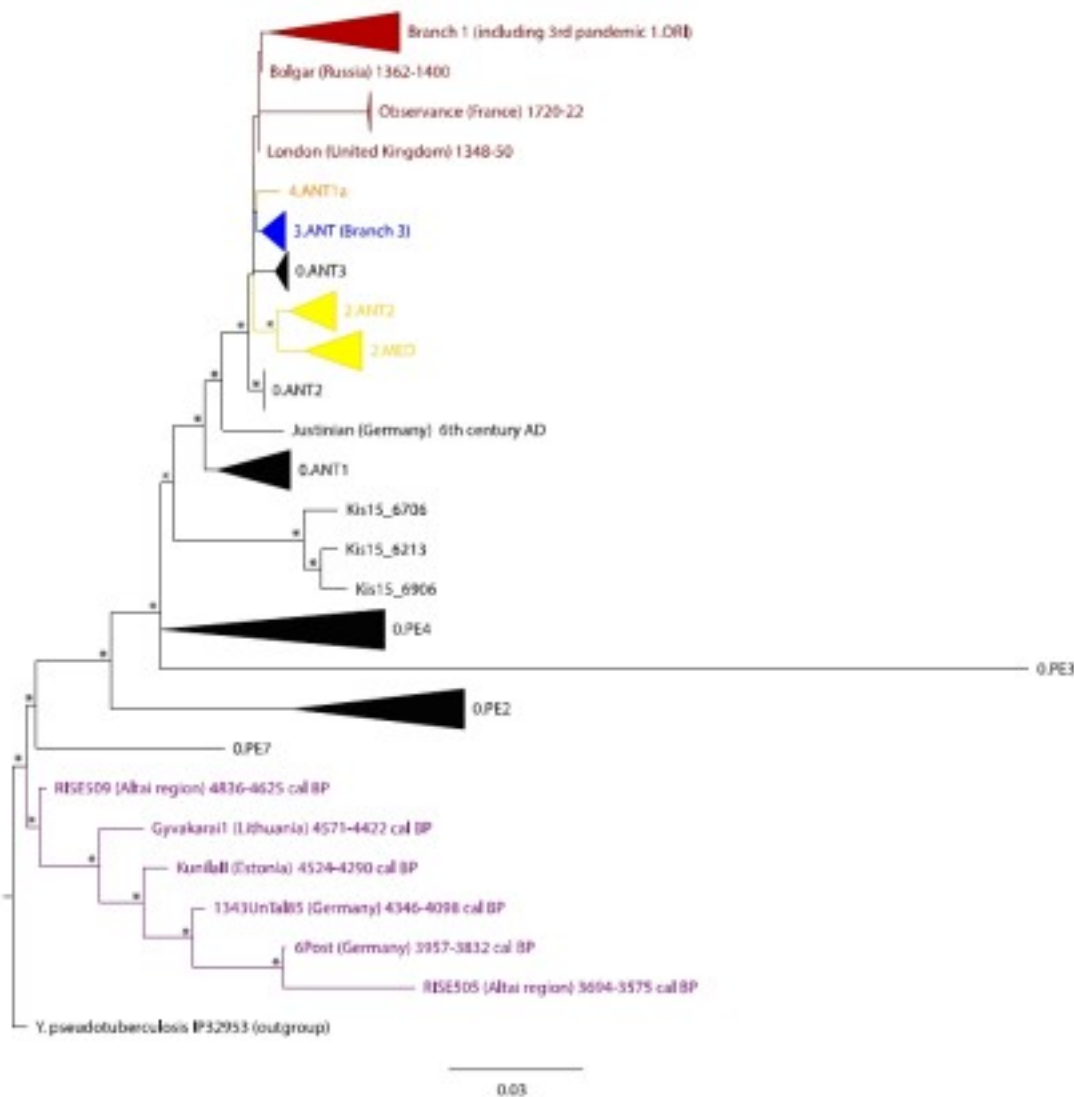 Branch 1 (including 3rd pandemic 1.ORI)
Bolgar (Russia) 1362-1400
Observance (France) 1720-22
London (United Kingdom) 1348-50
4.ANT1a
3.ANT (Branch 3)
0.ANT3
2.ANT2
2.MED
0.ANT2
Justinian (Germany) 6th century AD
0.ANT1
Kis15_6706
Kis15_6213
Kis15_6906
0.PE4
0.PE3
0.PE2
0.PE7
RISE509 (Altai region) 4836-4625 cal BP
Gyvakarai1 (Lithuania) 4571-4422 cal BP
KunilaII (Estonia) 4524-4290 cal BP
1343UnTal85 (Germany) 4346-4098 cal BP
6Post (Germany) 3957-3832 cal BP
RISE505 (Altai region) 3694-3575 cal BP
Y. pseudotuberculosis IP32953 (outgroup)
0.03